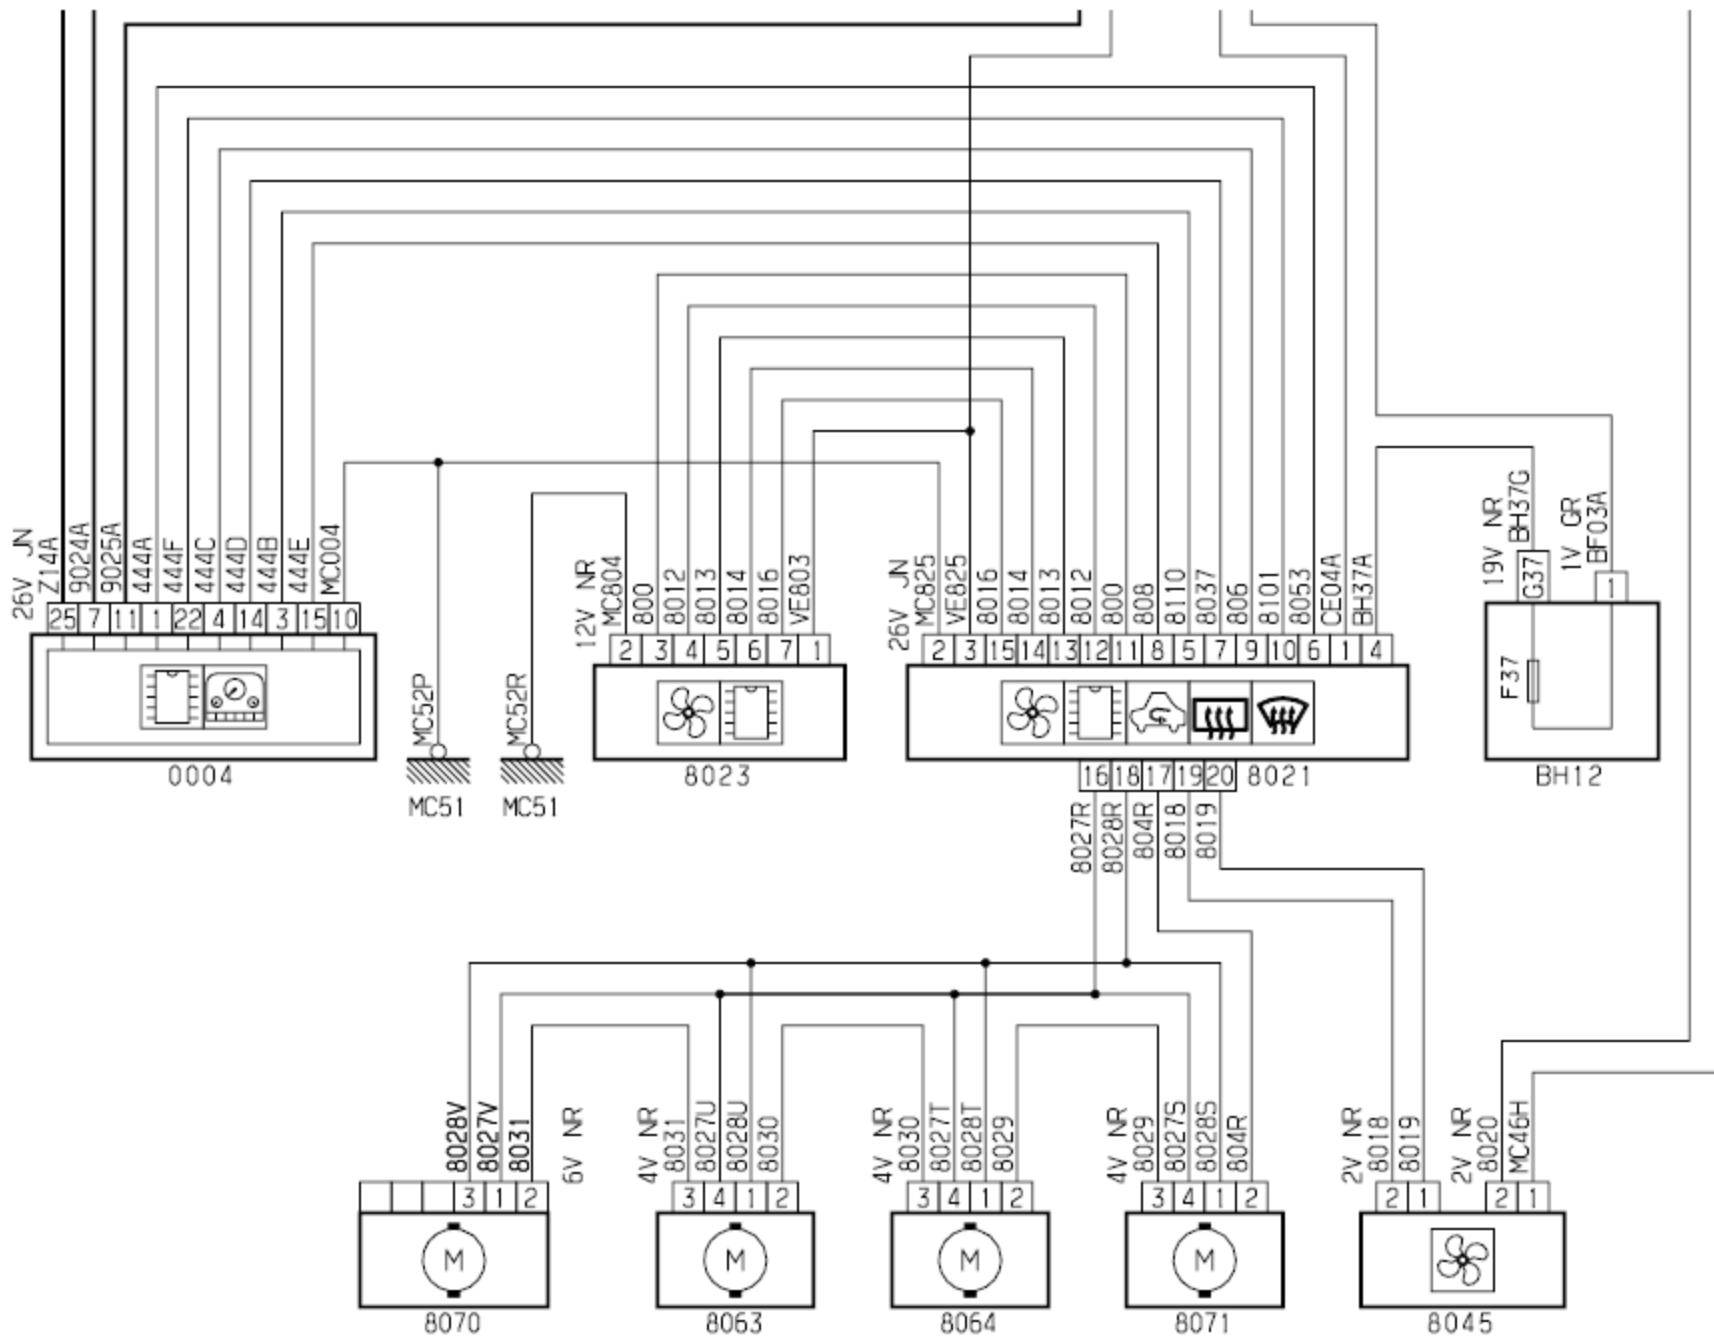 26V JN
Z14A
9024A
9025A
444A
444F
444C
444D
444B
444E
MC004
25 7 11 1 22 4 14 3 15 10
0004
MC52P
MC51
MC52R
MC51
12V NR
MC804
800
8012
8013
8014
8016
VE803
2 3 4 5 6 7 1
8023
26V JN
MC825
VE825
8016
8014
8013
8012
800
808
8110
8037
806
8101
8053
CE04A
BH37A
2 3 15 14 13 12 11 8 5 7 9 10 6 1 4
16 18 17 19 20
8021
8027R
8028R
804R
8018
8019
19V NR
BH37G
G37
1V GR
BF03A
1
F37
BH12
8028V
8027V
8031
6V NR
3 1 2
M
8070
4V NR
8031
8027U
8028U
8030
3 4 1 2
M
8063
4V NR
8030
8027T
8028T
8029
3 4 1 2
M
8064
4V NR
8029
8027S
8028S
804R
3 4 1 2
M
8071
2V NR
8018
8019
2 1
2V NR
8020
MC46H
2 1
8045